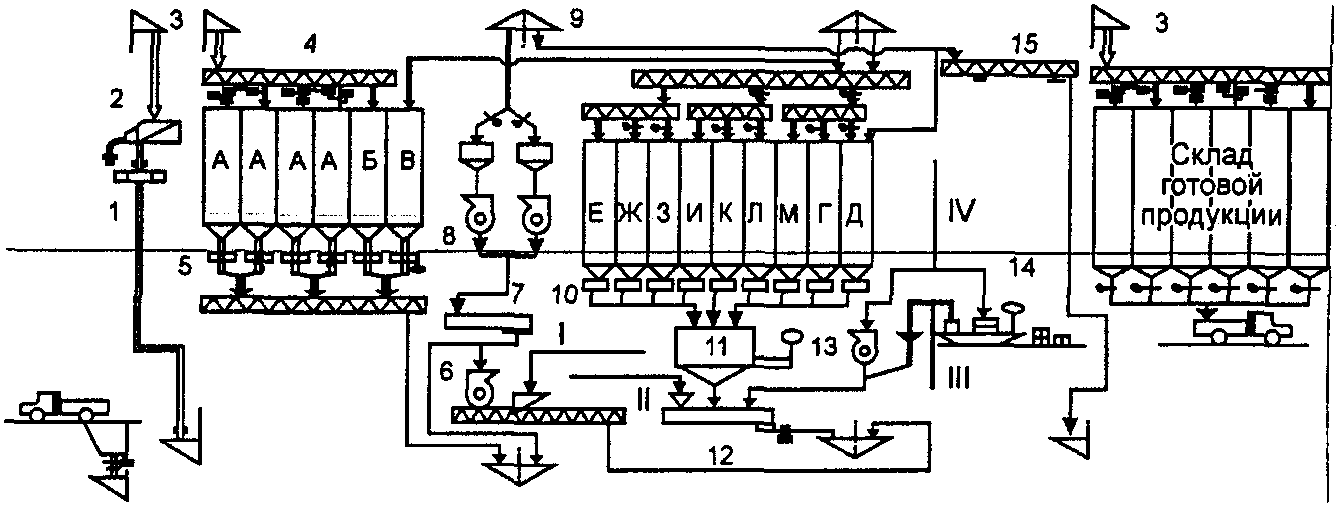 3
4
9
15
3
2
А А А А Б В
Е Ж З И К Л М Г Д
IV
Склад
готовой
продукции
1
8
5
7
10
14
I
11
13
6
II
III
12